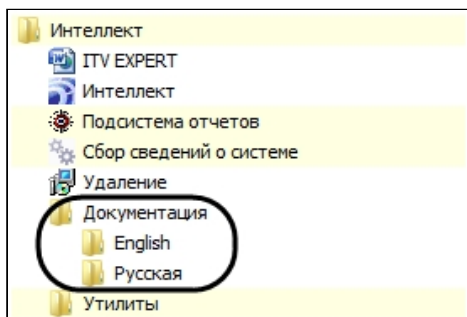 Интеллект
ITV EXPERT
Интеллект
Подсистема отчетов
Сбор сведений о системе
Удаление
Документация
English
Русская
Утилиты